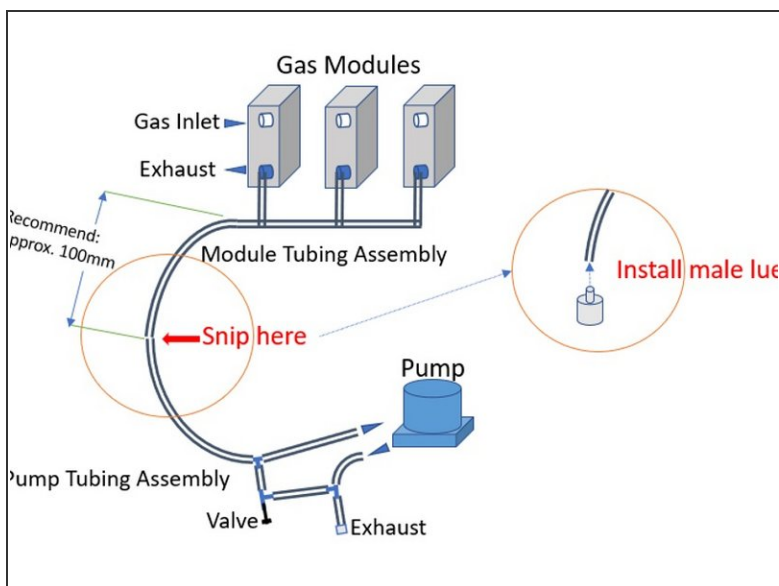 Gas Modules
Gas Inlet
Exhaust
Recommend:
pprox. 100mm
Module Tubing Assembly
Install male lue
Snip here
Pump
Pump Tubing Assembly
Valve
Exhaust